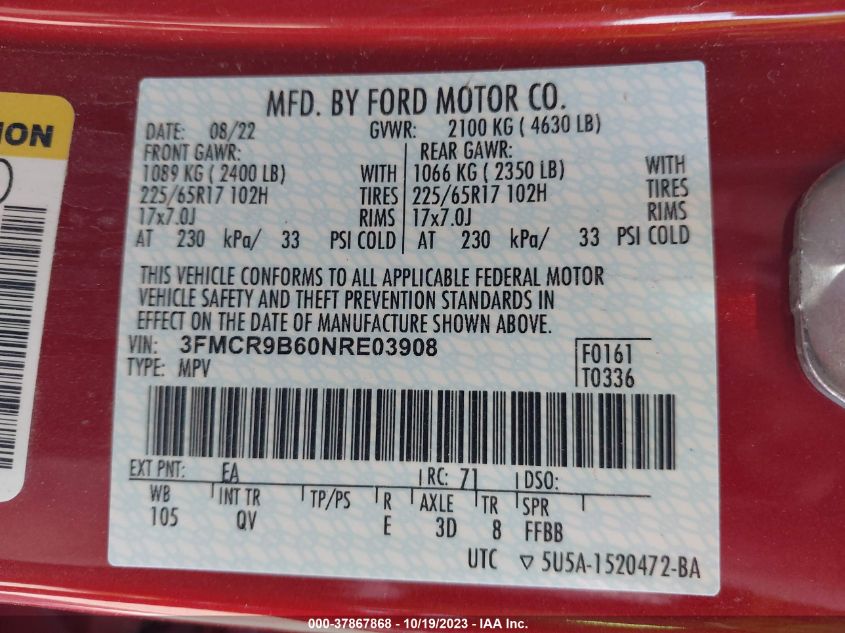 MFD. BY FORD MOTOR CO.
DATE: 08/22 GVWR: 2100 KG ( 4630 LB)
FRONT GAWR: REAR GAWR:
1089 KG ( 2400 LB) WITH 1066 KG ( 2350 LB) WITH
225/65R17 102H TIRES 225/65R17 102H TIRES
17x7.0J RIMS 17x7.0J RIMS
AT 230 kPa/ 33 PSI COLD AT 230 kPa/ 33 PSI COLD
THIS VEHICLE CONFORMS TO ALL APPLICABLE FEDERAL MOTOR
VEHICLE SAFETY AND THEFT PREVENTION STANDARDS IN
EFFECT ON THE DATE OF MANUFACTURE SHOWN ABOVE.
VIN: 3FMCR9B60NRE03908 F0161
TYPE: MPV T0336
EXT PNT: EA RC: 71 DSO:
WB INT TR TP/PS R AXLE TR SPR
105 QV E 3D 8 FFBB
UTC ▽ 5U5A-1520472-BA
000-37867868 - 10/19/2023 - IAA Inc.